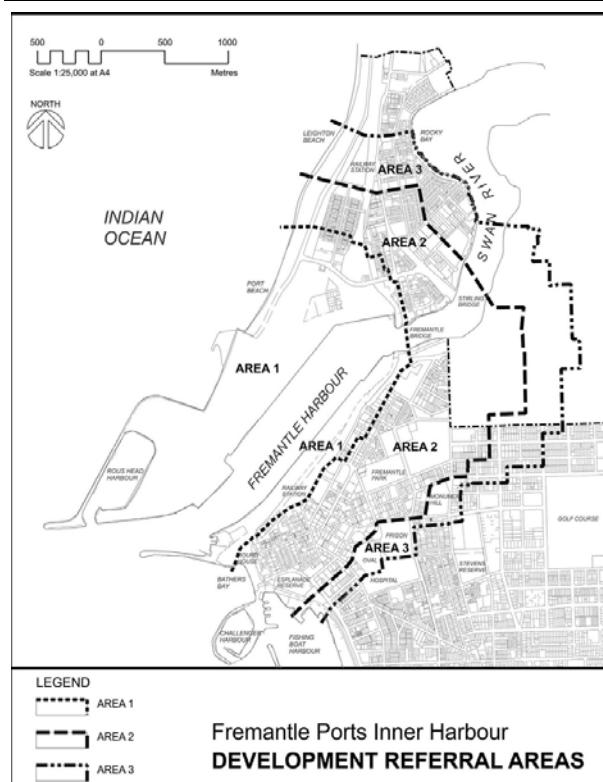 500 0 500 1000
Scale 1:25,000 at A4 Metres
NORTH
LEIGHTON
BEACH
ROCKY
BAY
RAILWAY
STATION
AREA 3
SWAN RIVER
INDIAN
OCEAN
AREA 2
PORT
BEACH
STIRLING
BRIDGE
FREMANTLE
BRIDGE
AREA 1
FREMANTLE HARBOUR
AREA 1
AREA 2
ROUS HEAD
HARBOUR
RAILWAY
STATION
FREMANTLE
PARK
MONUMENT
HILL
GOLF COURSE
PRISON
AREA 3
OVAL
ROUND
HOUSE
BATHERS
BAY
ESPLANADE
RESERVE
HOSPITAL
STEVENS
RESERVE
CHALLENGER
HARBOUR
FISHING
BOAT
HARBOUR
LEGEND
AREA 1
AREA 2
AREA 3
Fremantle Ports Inner Harbour
DEVELOPMENT REFERRAL AREAS